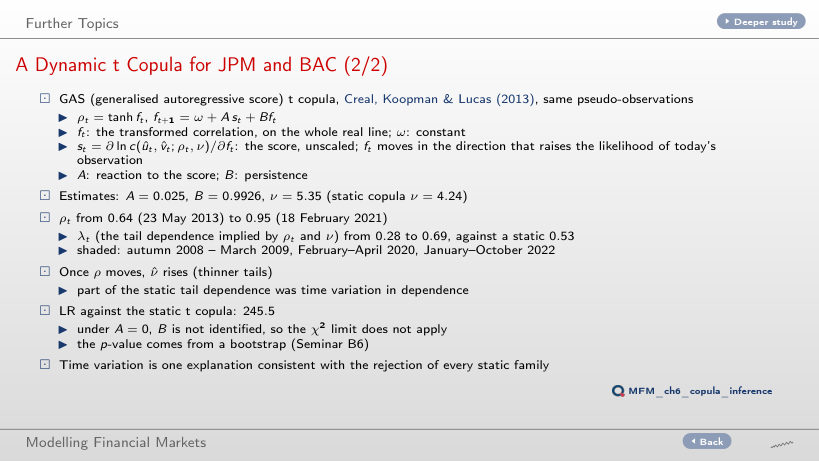 Further Topics
Deeper study
A Dynamic t Copula for JPM and BAC (2/2)
GAS (generalised autoregressive score) t copula, Creal, Koopman & Lucas (2013), same pseudo-observations
ρt = tanh ft, ft+1 = ω + A st + Bft
ft: the transformed correlation, on the whole real line; ω: constant
st = ∂ ln c(ût, v̂t; ρt, ν)/∂ft: the score, unscaled; ft moves in the direction that raises the likelihood of today's
observation
A: reaction to the score; B: persistence
Estimates: A = 0.025, B = 0.9926, ν = 5.35 (static copula ν = 4.24)
ρt from 0.64 (23 May 2013) to 0.95 (18 February 2021)
λt (the tail dependence implied by ρt and ν) from 0.28 to 0.69, against a static 0.53
shaded: autumn 2008 – March 2009, February–April 2020, January–October 2022
Once ρ moves, ν̂ rises (thinner tails)
part of the static tail dependence was time variation in dependence
LR against the static t copula: 245.5
under A = 0, B is not identified, so the χ² limit does not apply
the p-value comes from a bootstrap (Seminar B6)
Time variation is one explanation consistent with the rejection of every static family
MFM_ch6_copula_inference
Modelling Financial Markets
Back